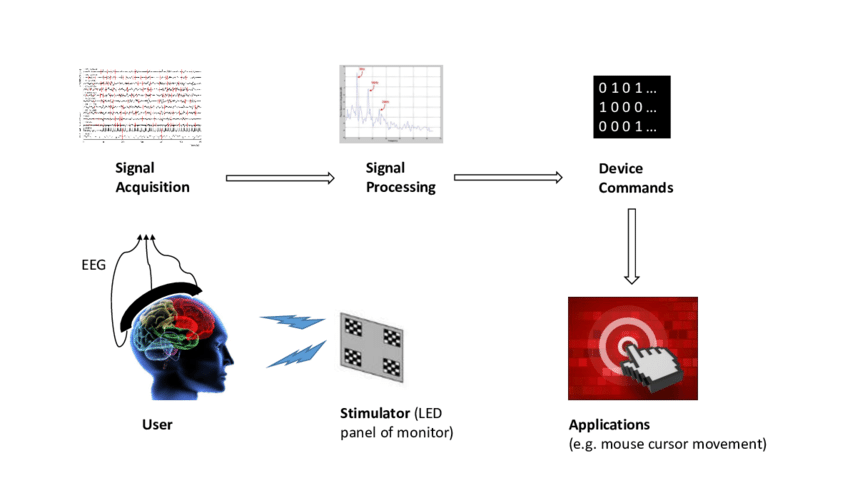 0 1 0 1 ...
1 0 0 0 ...
0 0 0 1 ...
Signal
Acquisition
Signal
Processing
Device
Commands
EEG
User
Stimulator (LED
panel of monitor)
Applications
(e.g. mouse cursor movement)